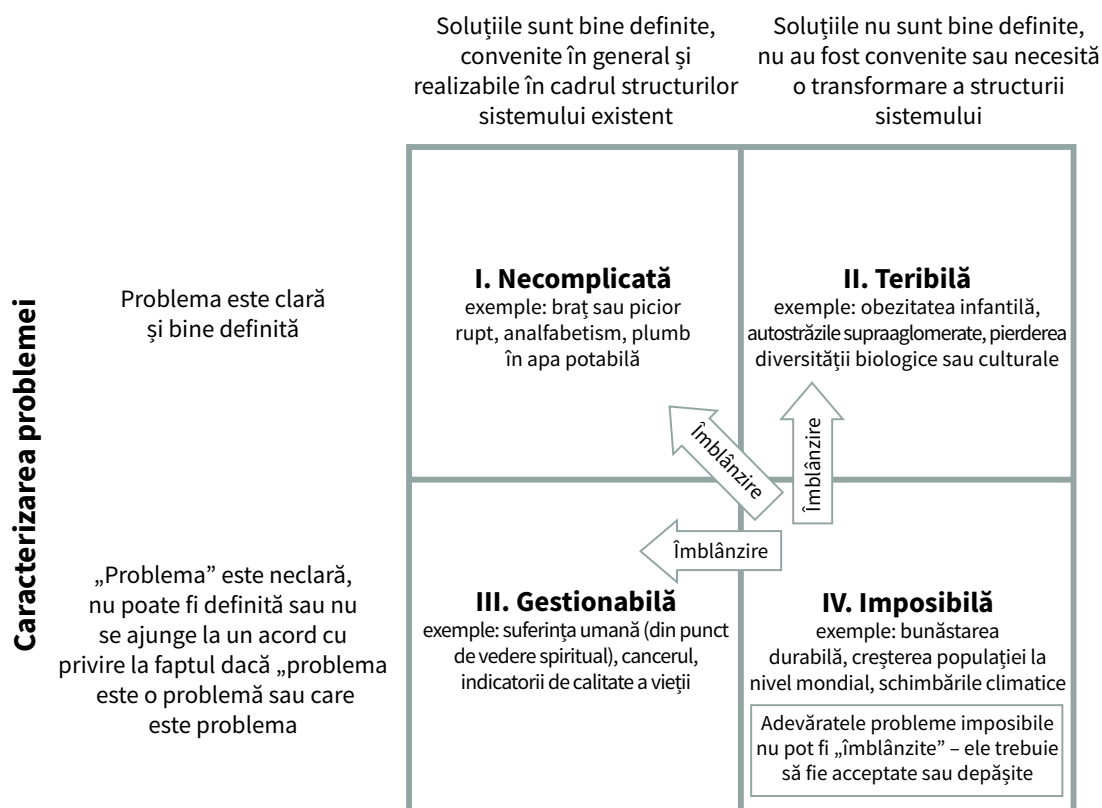 Soluțiile sunt bine definite,
convenite în general și
realizabile în cadrul structurilor
sistemului existent
Soluțiile nu sunt bine definite,
nu au fost convenite sau necesită
o transformare a structurii
sistemului
Caracterizarea problemei
Problema este clară
și bine definită
I. Necomplicată
exemple: braț sau picior
rupt, analfabetism, plumb
în apa potabilă
II. Teribilă
exemple: obezitatea infantilă,
autostrăzile supraaglomerate, pierderea
diversității biologice sau culturale
Îmblânzire
Îmblânzire
Îmblânzire
„Problema” este neclară,
nu poate fi definită sau nu
se ajunge la un acord cu
privire la faptul dacă „problema
este o problemă sau care
este problema
III. Gestionabilă
exemple: suferința umană (din punct
de vedere spiritual), cancerul,
indicatorii de calitate a vieții
IV. Imposibilă
exemple: bunăstarea
durabilă, creșterea populației la
nivel mondial, schimbările climatice
Adevăratele probleme imposibile
nu pot fi „îmblânzite” – ele trebuie
să fie acceptate sau depășite